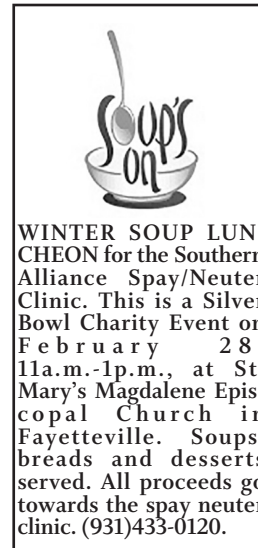 Soup's
on
WINTER SOUP LUN
CHEON for the Southern
Alliance Spay/Neuter
Clinic. This is a Silver
Bowl Charity Event on
February 28
11a.m.-1p.m., at St
Mary's Magdalene Epis
copal Church in
Fayetteville. Soups
breads and desserts
served. All proceeds go
towards the spay neuter
clinic. (931)433-0120.